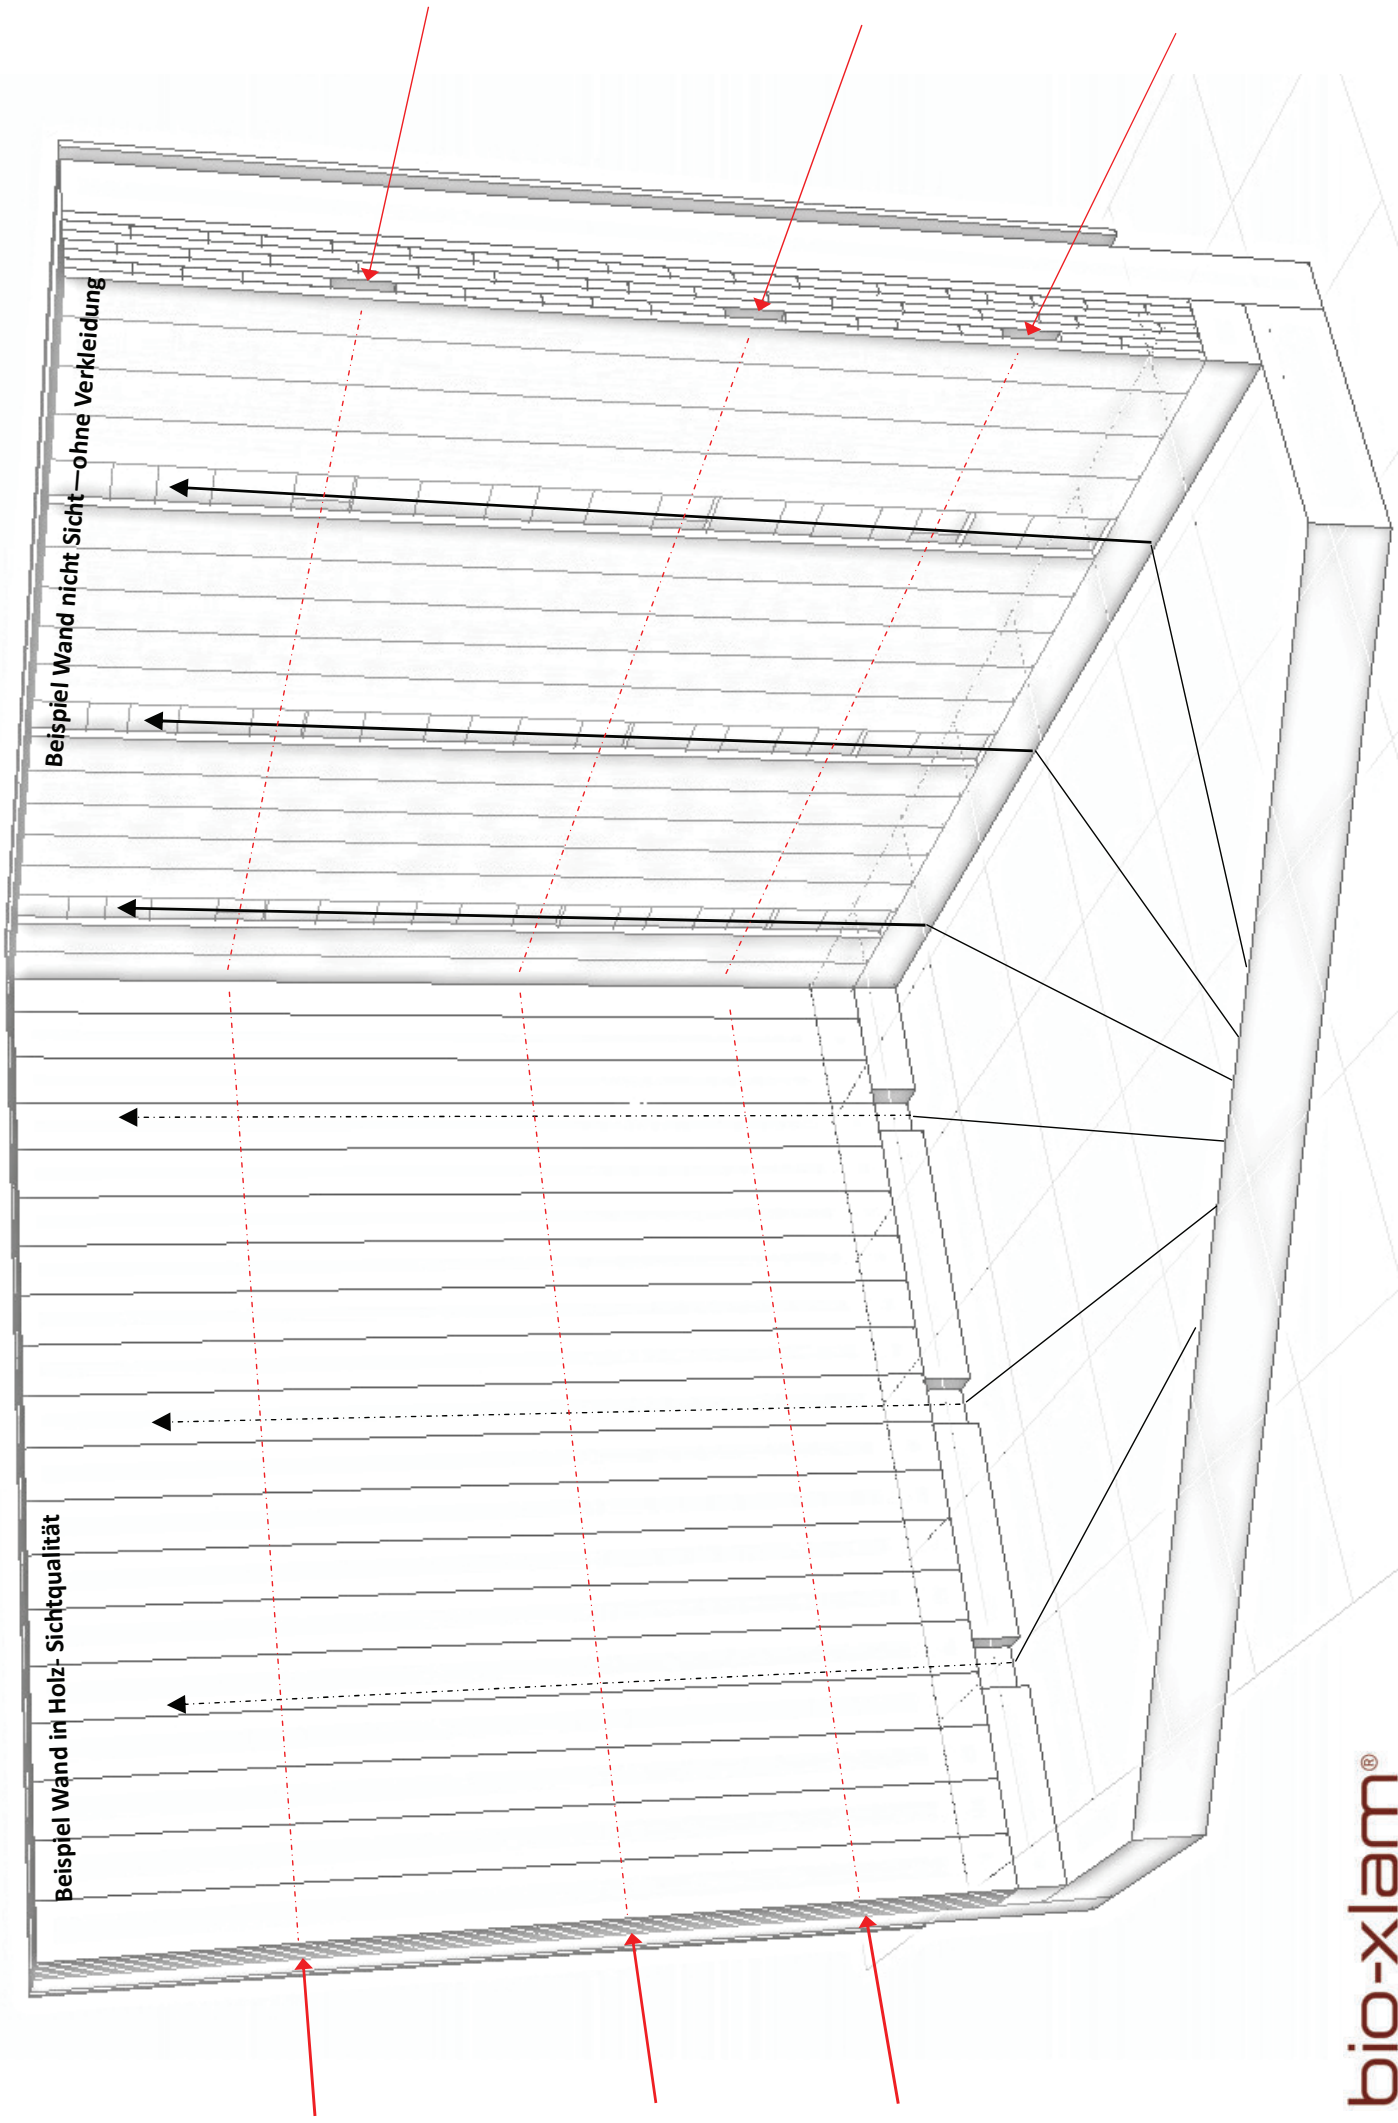 Beispiel Wand in Holz- Sichtqualität
Beispiel Wand nicht Sicht—ohne Verkleidung
bio-xlam®